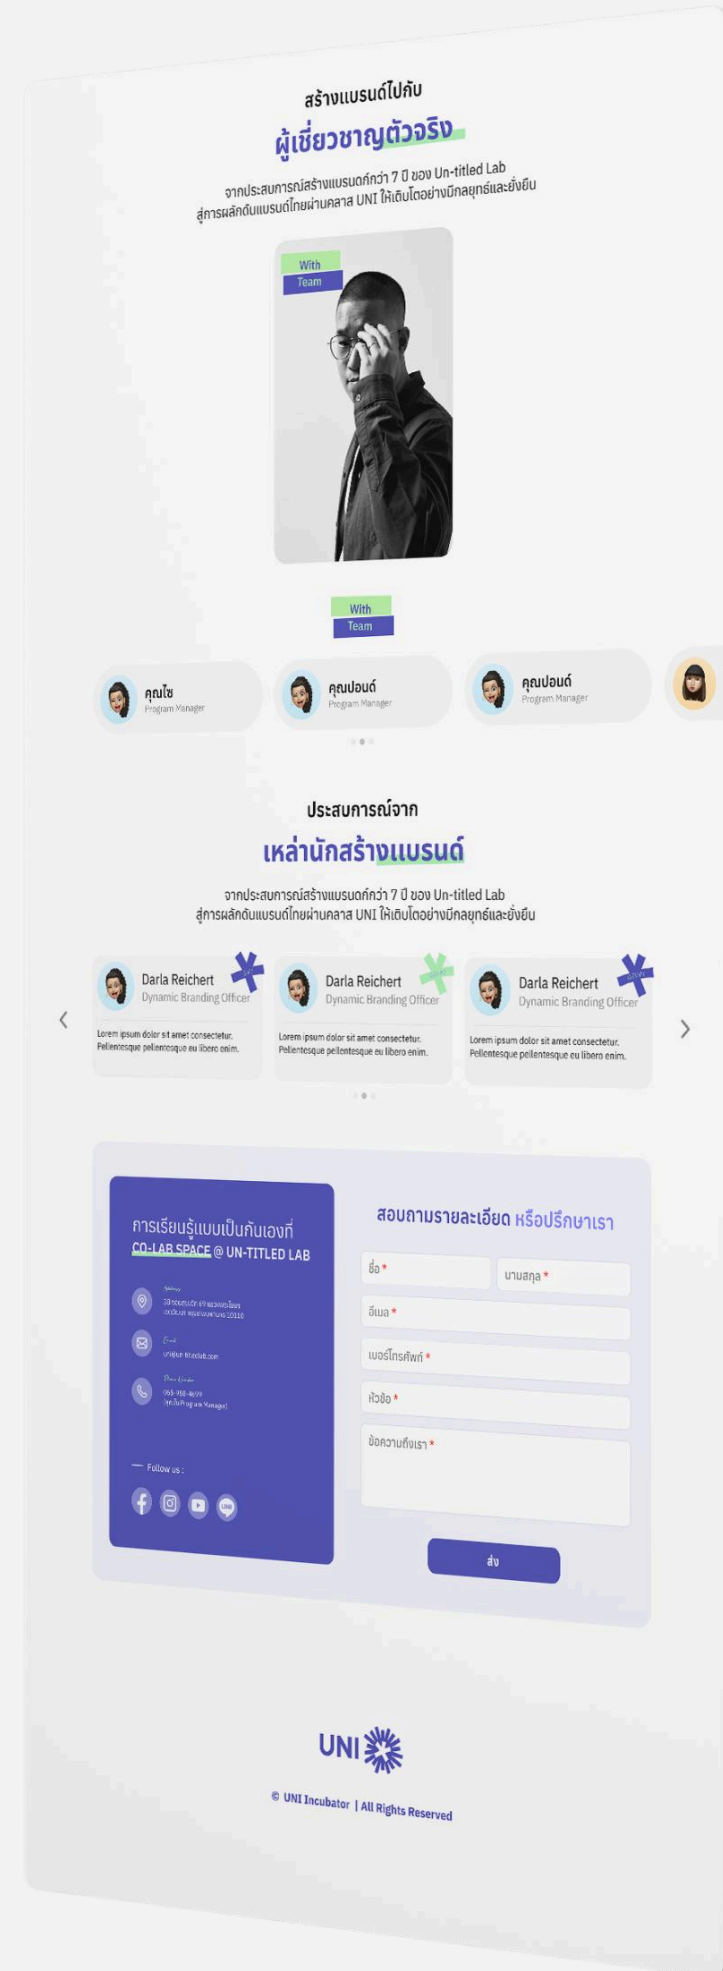 สร้างแบรนด์ไปกับ
ผู้เชี่ยวชาญตัวจริง
จากประสบการณ์สร้างแบรนดก์กว่า 7 ปี ของ Un-titled Lab
สู่การผลักดันแบรนด์ไทยผ่านคลาส UNI ให้เติบโตอย่างมีกลยุทธ์และยั่งยืน
With
Team
With
Team
คุณไซ
Program Manager
คุณปอนด์
Program Manager
คุณปอนด์
Program Manager
ประสบการณ์จาก
เหล่านักสร้างแบรนด์
จากประสบการณ์สร้างแบรนดก์กว่า 7 ปี ของ Un-titled Lab
สู่การผลักดันแบรนด์ไทยผ่านคลาส UNI ให้เติบโตอย่างมีกลยุทธ์และยั่งยืน
Darla Reichert
Dynamic Branding Officer
Lorem ipsum dolor sit amet consectetur.
Pellentesque pellentesque eu libero enim.
Darla Reichert
Dynamic Branding Officer
Lorem ipsum dolor sit amet consectetur.
Pellentesque pellentesque eu libero enim.
Darla Reichert
Dynamic Branding Officer
Lorem ipsum dolor sit amet consectetur.
Pellentesque pellentesque eu libero enim.
การเรียนรู้แบบเป็นกันเองที่
CO-LAB SPACE @ UN-TITLED LAB
Address
10110
Email
Phone Number
065-988-4699
Program Manager)
Follow us :
LINE
สอบถามรายละเอียด หรือปรึกษาเรา
ชื่อ *
นามสกุล *
อีเมล *
เบอร์โทรศัพท์ *
หัวข้อ *
ข้อความถึงเรา *
ส่ง
UNI
© UNI Incubator | All Rights Reserved